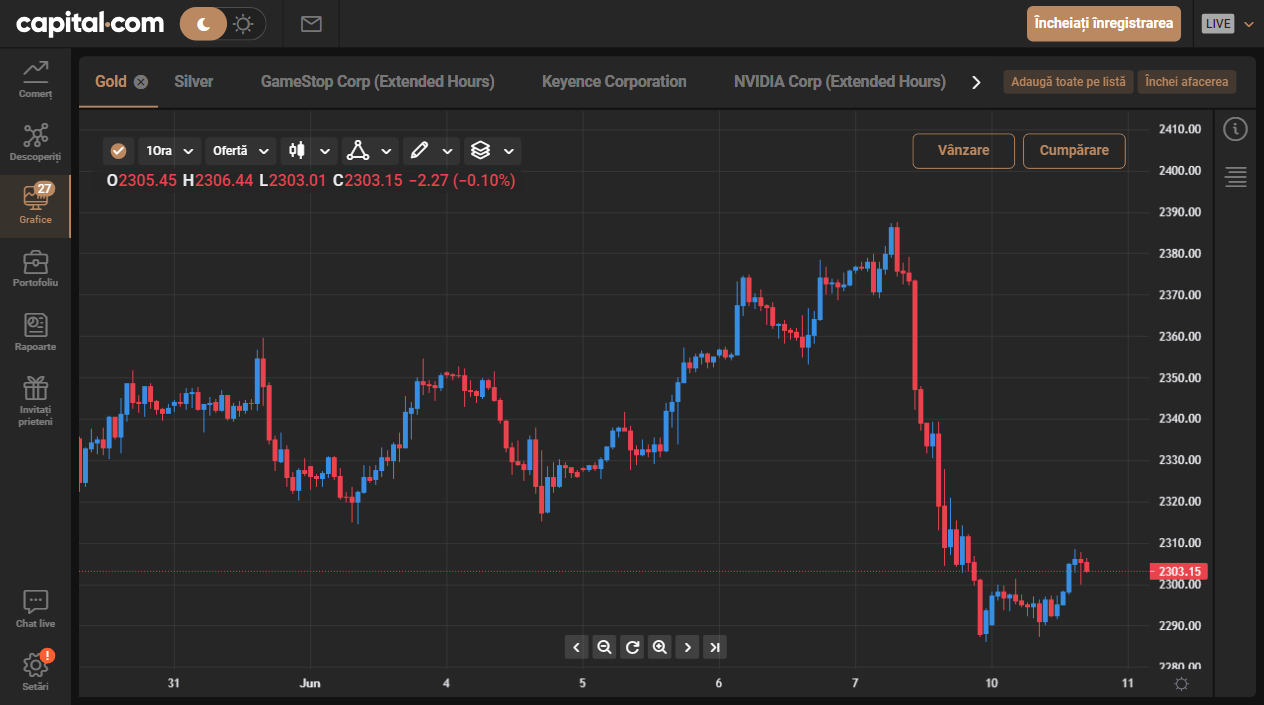 capital.com
Încheiați înregistrarea
LIVE
Comerț
Descoperiți
27
Grafice
Portofoliu
Rapoarte
Invitați
prieteni
Chat live
!
Setări
Gold
Silver
GameStop Corp (Extended Hours)
Keyence Corporation
NVIDIA Corp (Extended Hours)
Adaugă toate pe listă
Închei afacerea
1Ora
Ofertă
Vânzare
Cumpărare
O2305.45 H2306.44 L2303.01 C2303.15 −2.27 (−0.10%)
2410.00
2400.00
2390.00
2380.00
2370.00
2360.00
2350.00
2340.00
2330.00
2320.00
2310.00
2303.15
2300.00
2290.00
2280.00
31
Jun
4
5
6
7
10
11